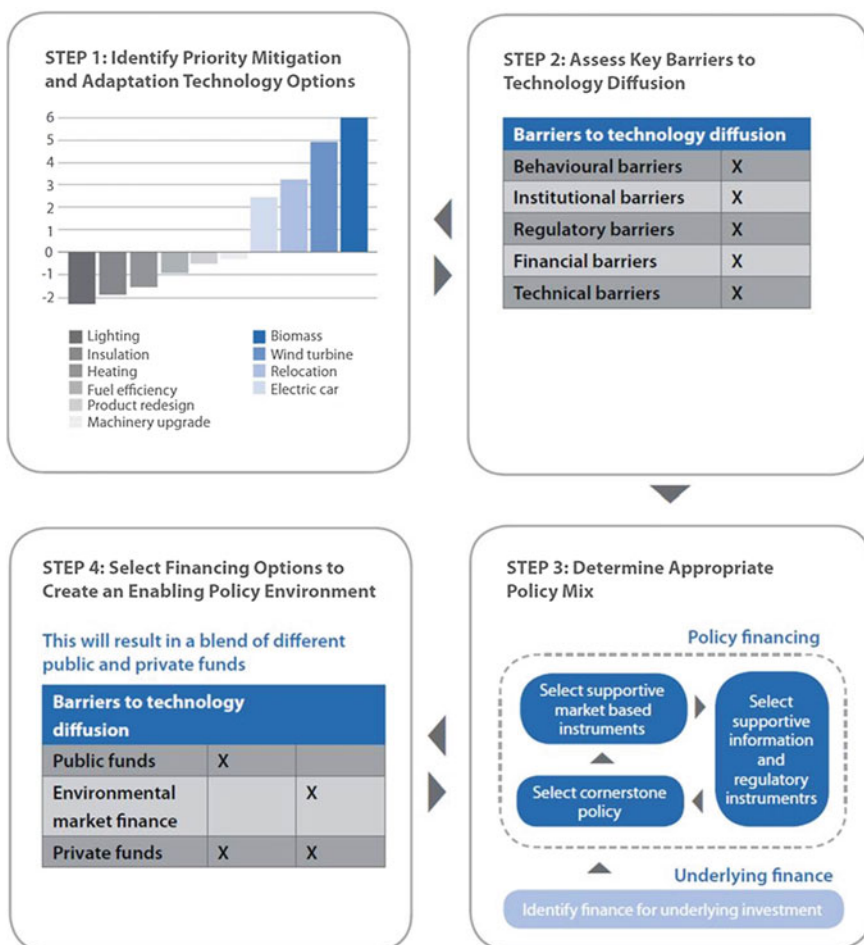 STEP 1: Identify Priority Mitigation
and Adaptation Technology Options
6
5
4
3
2
1
0
-1
-2
Lighting
Insulation
Heating
Fuel efficiency
Product redesign
Machinery upgrade
Biomass
Wind turbine
Relocation
Electric car
STEP 2: Assess Key Barriers to
Technology Diffusion
Barriers to technology diffusion
Behavioural barriers X
Institutional barriers X
Regulatory barriers X
Financial barriers X
Technical barriers X
STEP 4: Select Financing Options to
Create an Enabling Policy Environment
This will result in a blend of different
public and private funds
Barriers to technology
diffusion
Public funds X
Environmental
market finance X
Private funds X X
STEP 3: Determine Appropriate
Policy Mix
Policy financing
Select supportive
market based
instruments
Select
supportive
information
and
regulatory
instrumentrs
Select cornerstone
policy
Underlying finance
Identify finance for underlying investment